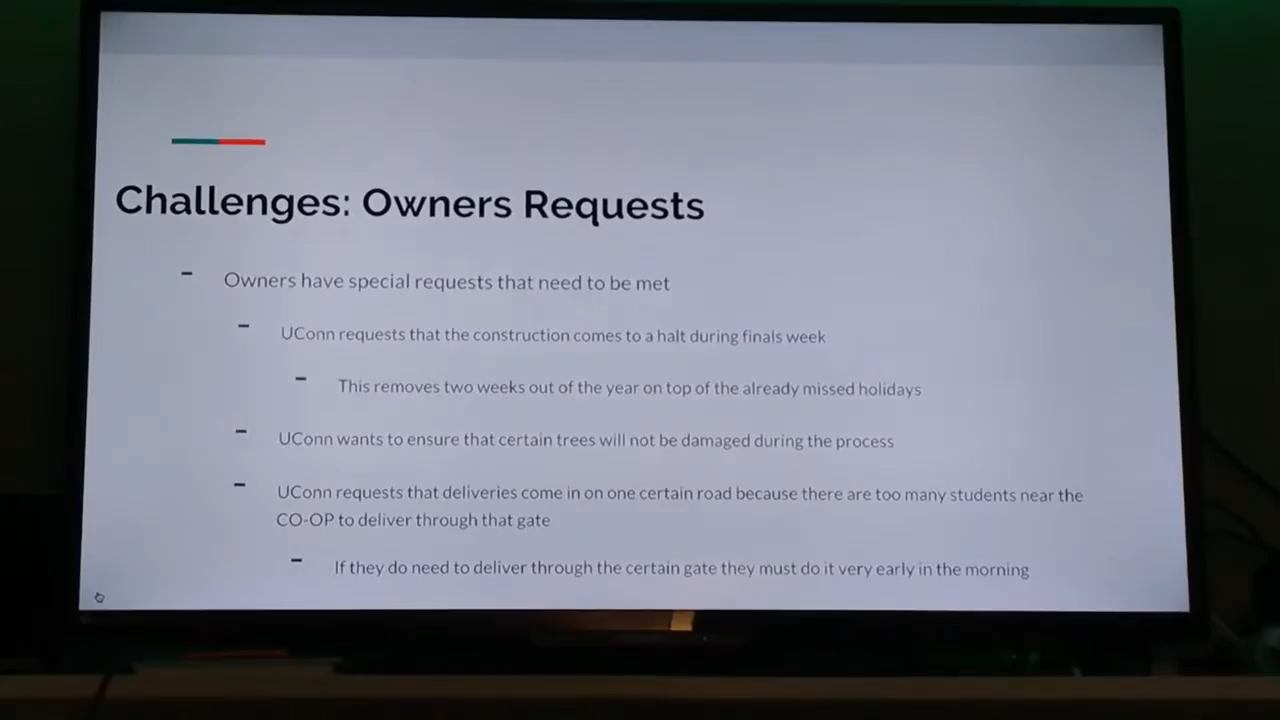 Challenges: Owners Requests
- Owners have special requests that need to be met
- UConn requests that the construction comes to a halt during finals week
- This removes two weeks out of the year on top of the already missed holidays
- UConn wants to ensure that certain trees will not be damaged during the process
- UConn requests that deliveries come in on one certain road because there are too many students near the
CO-OP to deliver through that gate
- If they do need to deliver through the certain gate they must do it very early in the morning